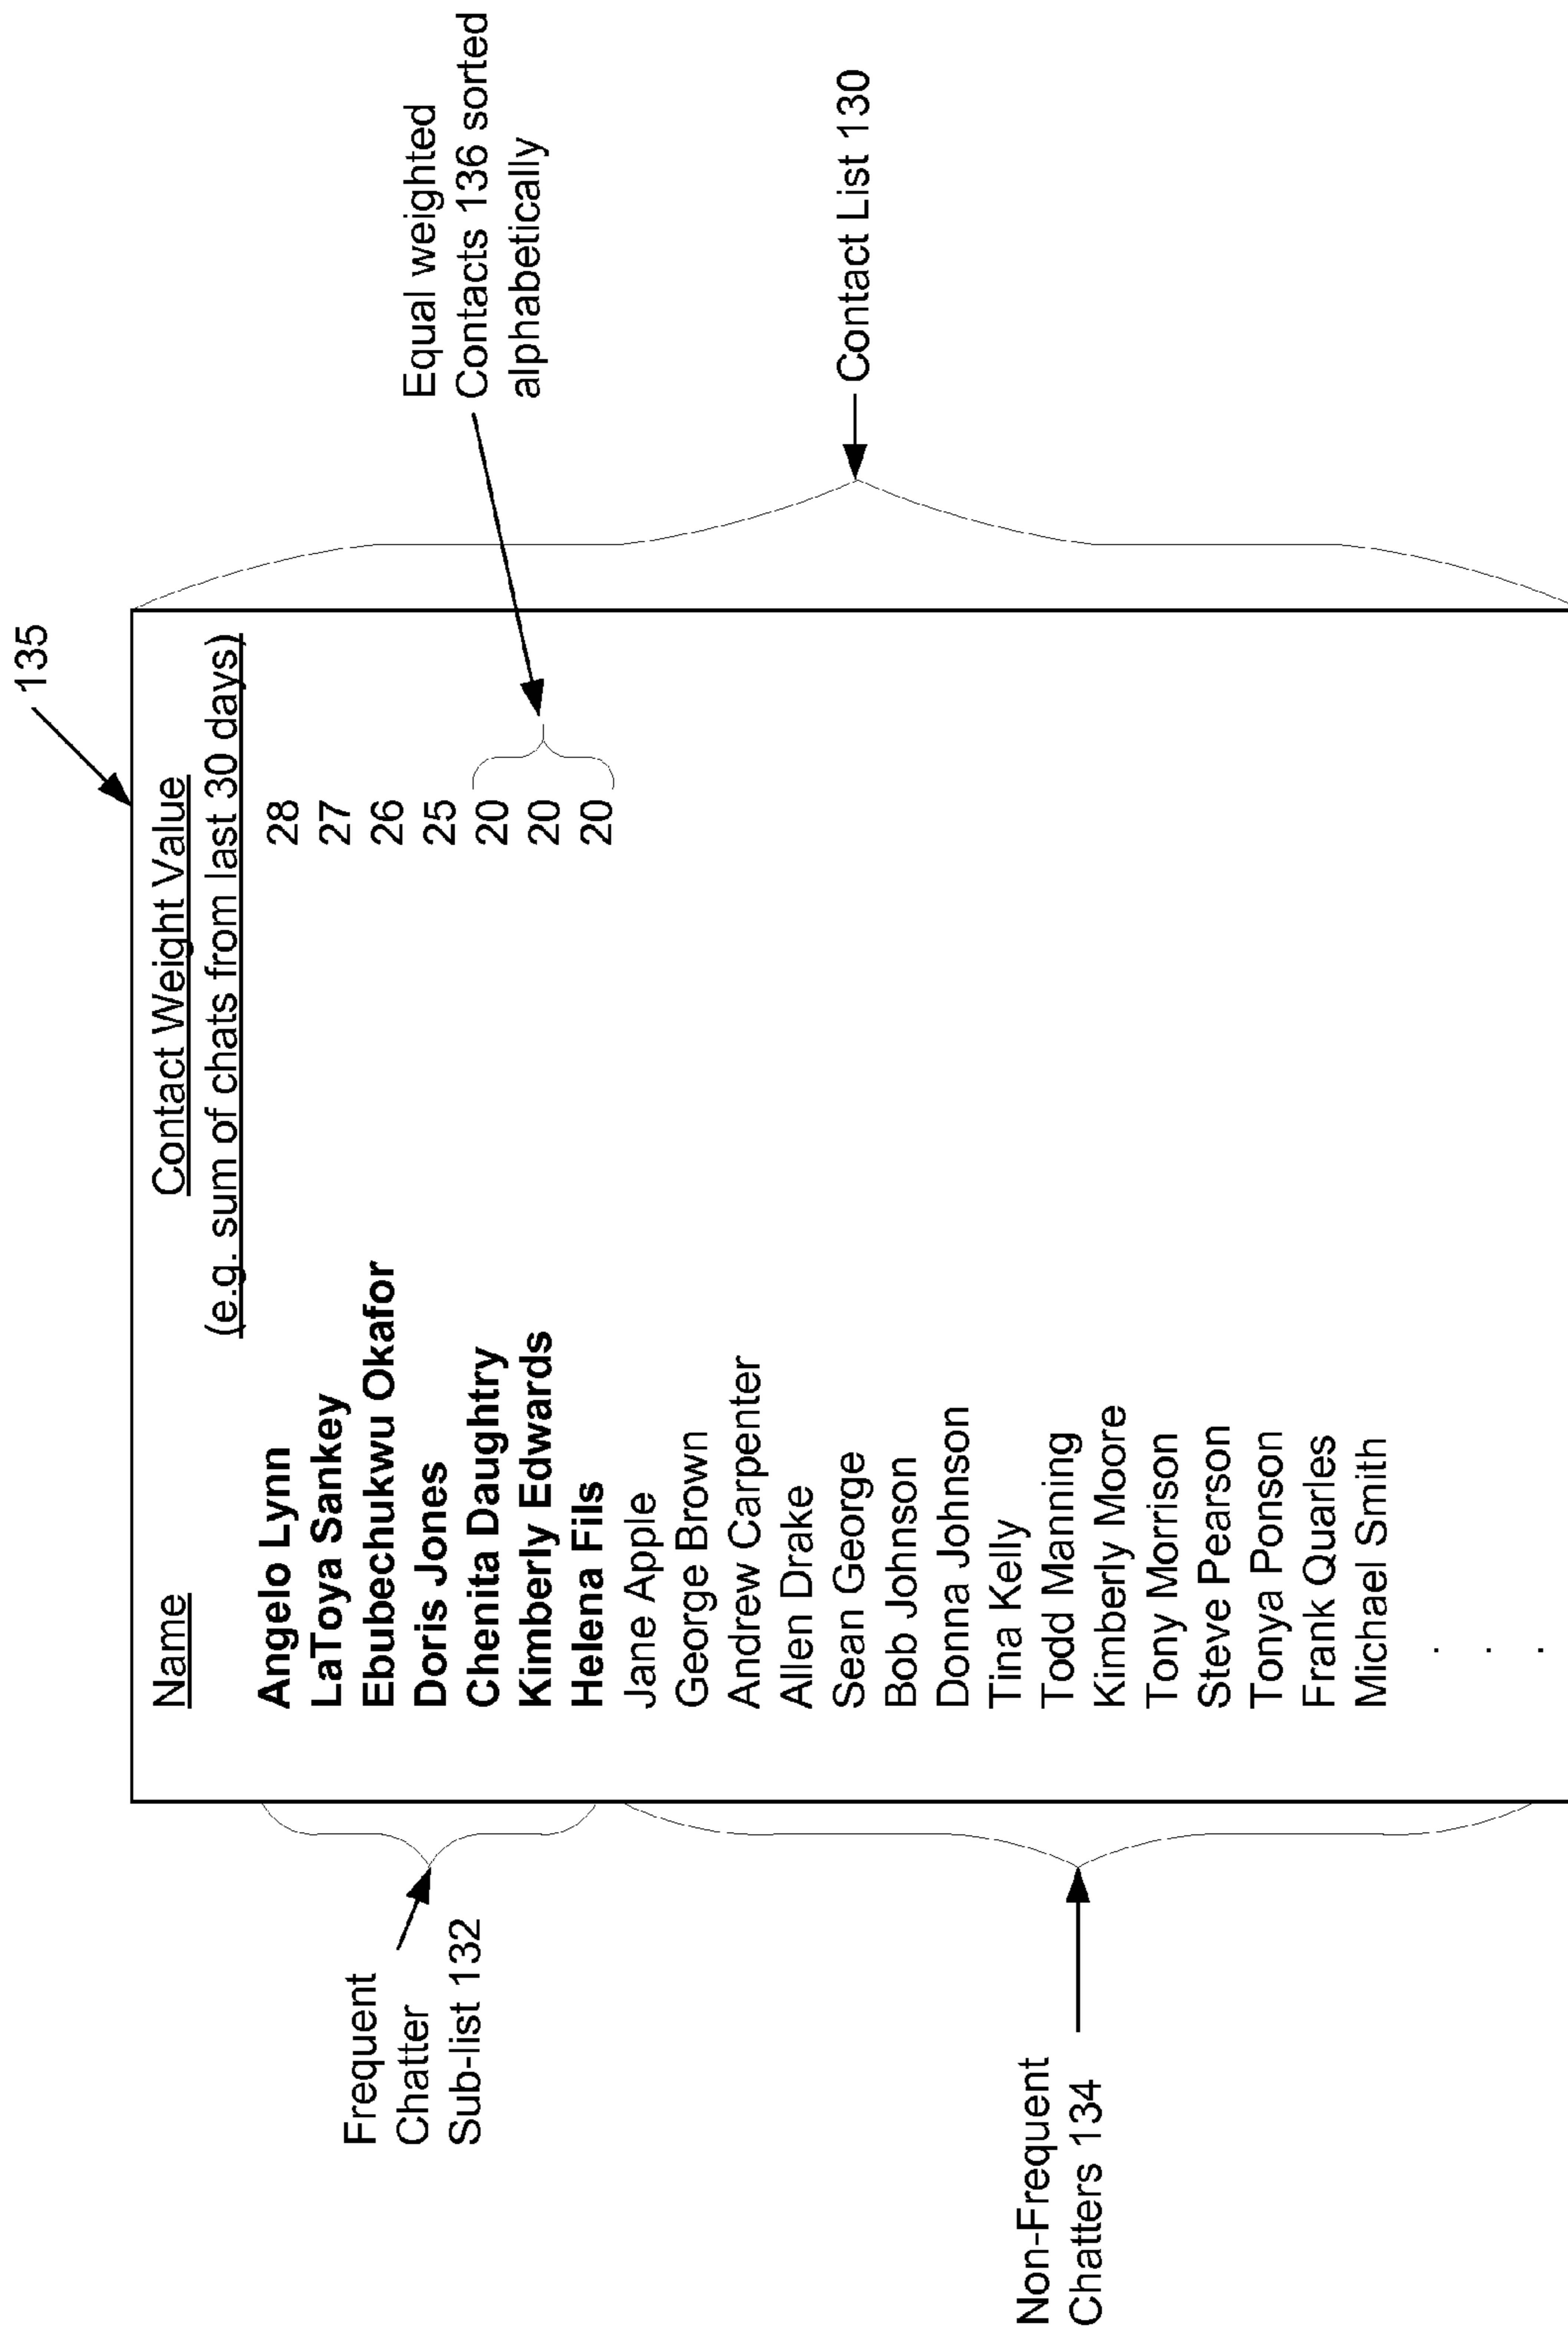 135
Name
Contact Weight Value
(e.g. sum of chats from last 30 days)
Angelo Lynn 28
LaToya Sankey 27
Ebubechukwu Okafor 26
Doris Jones 25
Chenita Daughtry 20
Kimberly Edwards 20
Helena Fils 20
Jane Apple
George Brown
Andrew Carpenter
Allen Drake
Sean George
Bob Johnson
Donna Johnson
Tina Kelly
Todd Manning
Kimberly Moore
Tony Morrison
Steve Pearson
Tonya Ponson
Frank Quarles
Michael Smith
.
.
.
Frequent
Chatter
Sub-list 132
Non-Frequent
Chatters 134
Equal weighted
Contacts 136 sorted
alphabetically
Contact List 130